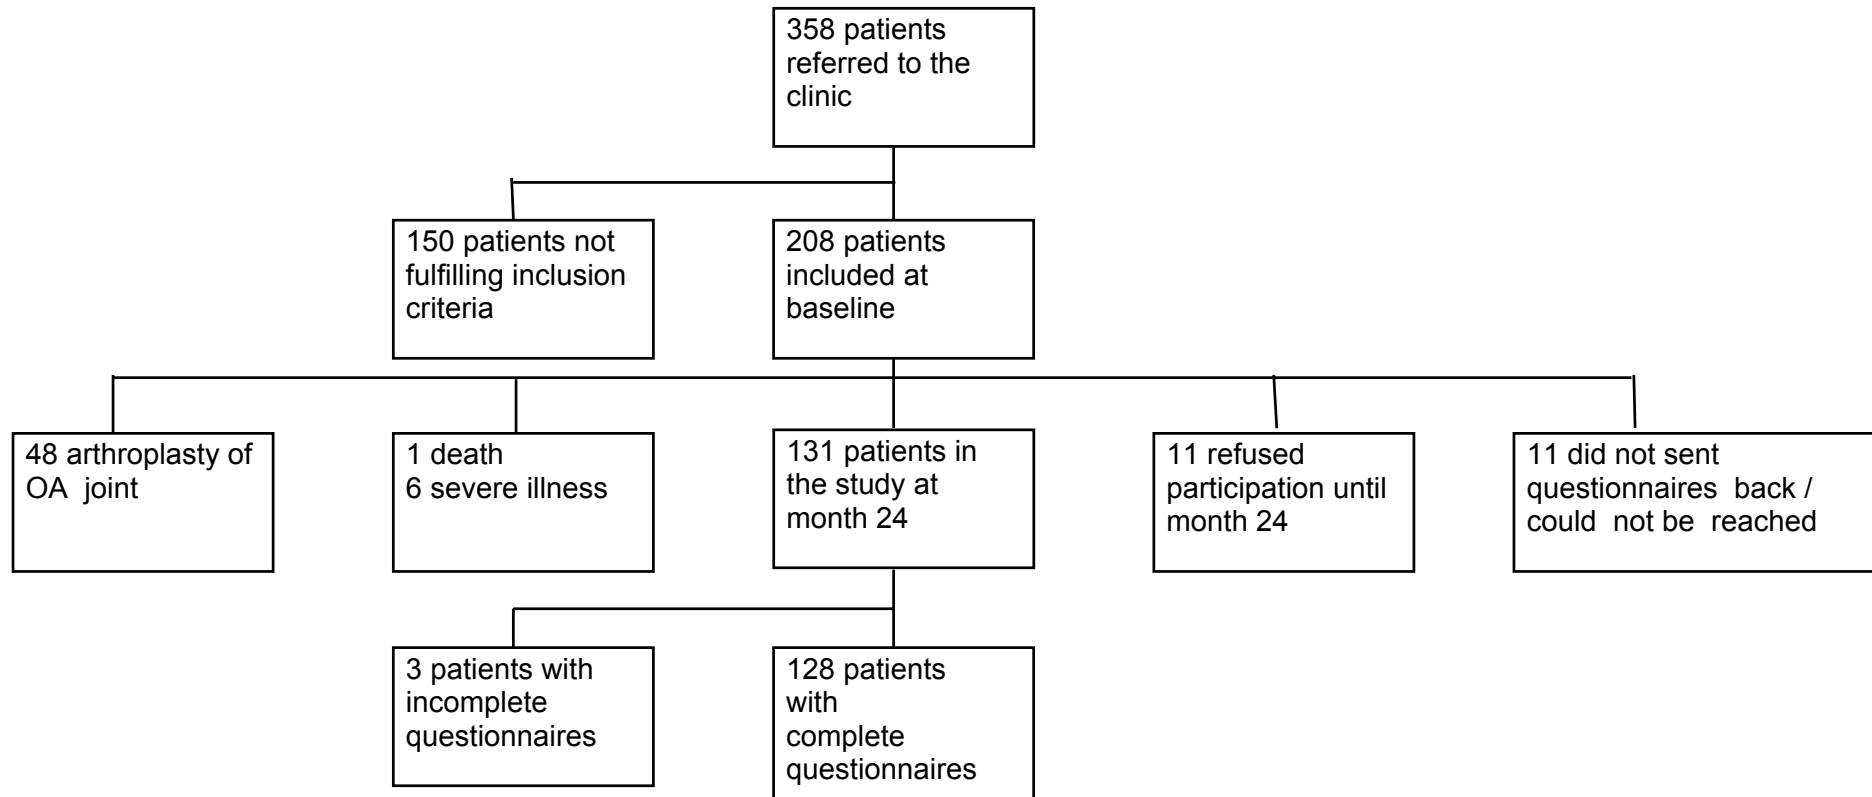 358 patients
referred to the
clinic
150 patients not
fulfilling inclusion
criteria
208 patients
included at
baseline
48 arthroplasty of
OA joint
1 death
6 severe illness
131 patients in
the study at
month 24
11 refused
participation until
month 24
11 did not sent
questionnaires back /
could not be reached
3 patients with
incomplete
questionnaires
128 patients
with
complete
questionnaires